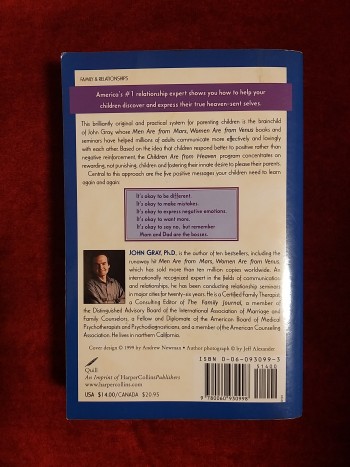 FAMILY & RELATIONSHIPS
America's #1 relationship expert shows you how to help your
children discover and express their true heaven-sent selves.
This brilliantly original and practical system for parenting children is the brainchild
of John Gray, whose Men Are from Mars, Women Are from Venus books and
seminars have helped millions of adults communicate more effectively and lovingly
with each other. Based on the idea that children respond better to positive rather than
negative reinforcement, the Children Are from Heaven program concentrates on
rewarding, not punishing, children and fostering their innate desire to please their parents.
Central to this approach are the five positive messages your children need to learn
again and again:
It's okay to be different.
It's okay to make mistakes.
It's okay to express negative emotions.
It's okay to want more.
It's okay to say no, but remember
Mom and Dad are the bosses.
JOHN GRAY, Ph.D., is the author of ten bestsellers, including the
runaway hit Men Are from Mars, Women Are from Venus,
which has sold more than ten million copies worldwide. An
internationally recognized expert in the fields of communication
and relationships, he has been conducting relationship seminars
in major cities for twenty-six years. He is a Certified Family Therapist,
a Consulting Editor of The Family Journal, a member of
the Distinguished Advisory Board of the International Association of Marriage and
Family Counselors, a Fellow and Diplomate of the American Board of Medical
Psychotherapists and Psychodiagnosticians, and a member of the American Counseling
Association. He lives in northern California.
Cover design © 1999 by Andrew Newman • Author photograph © by Jeff Alexander
Quill
An Imprint of HarperCollinsPublishers
www.harpercollins.com
USA $14.00/CANADA $20.95
ISBN 0-06-093099-3
51400
9 780060 930998